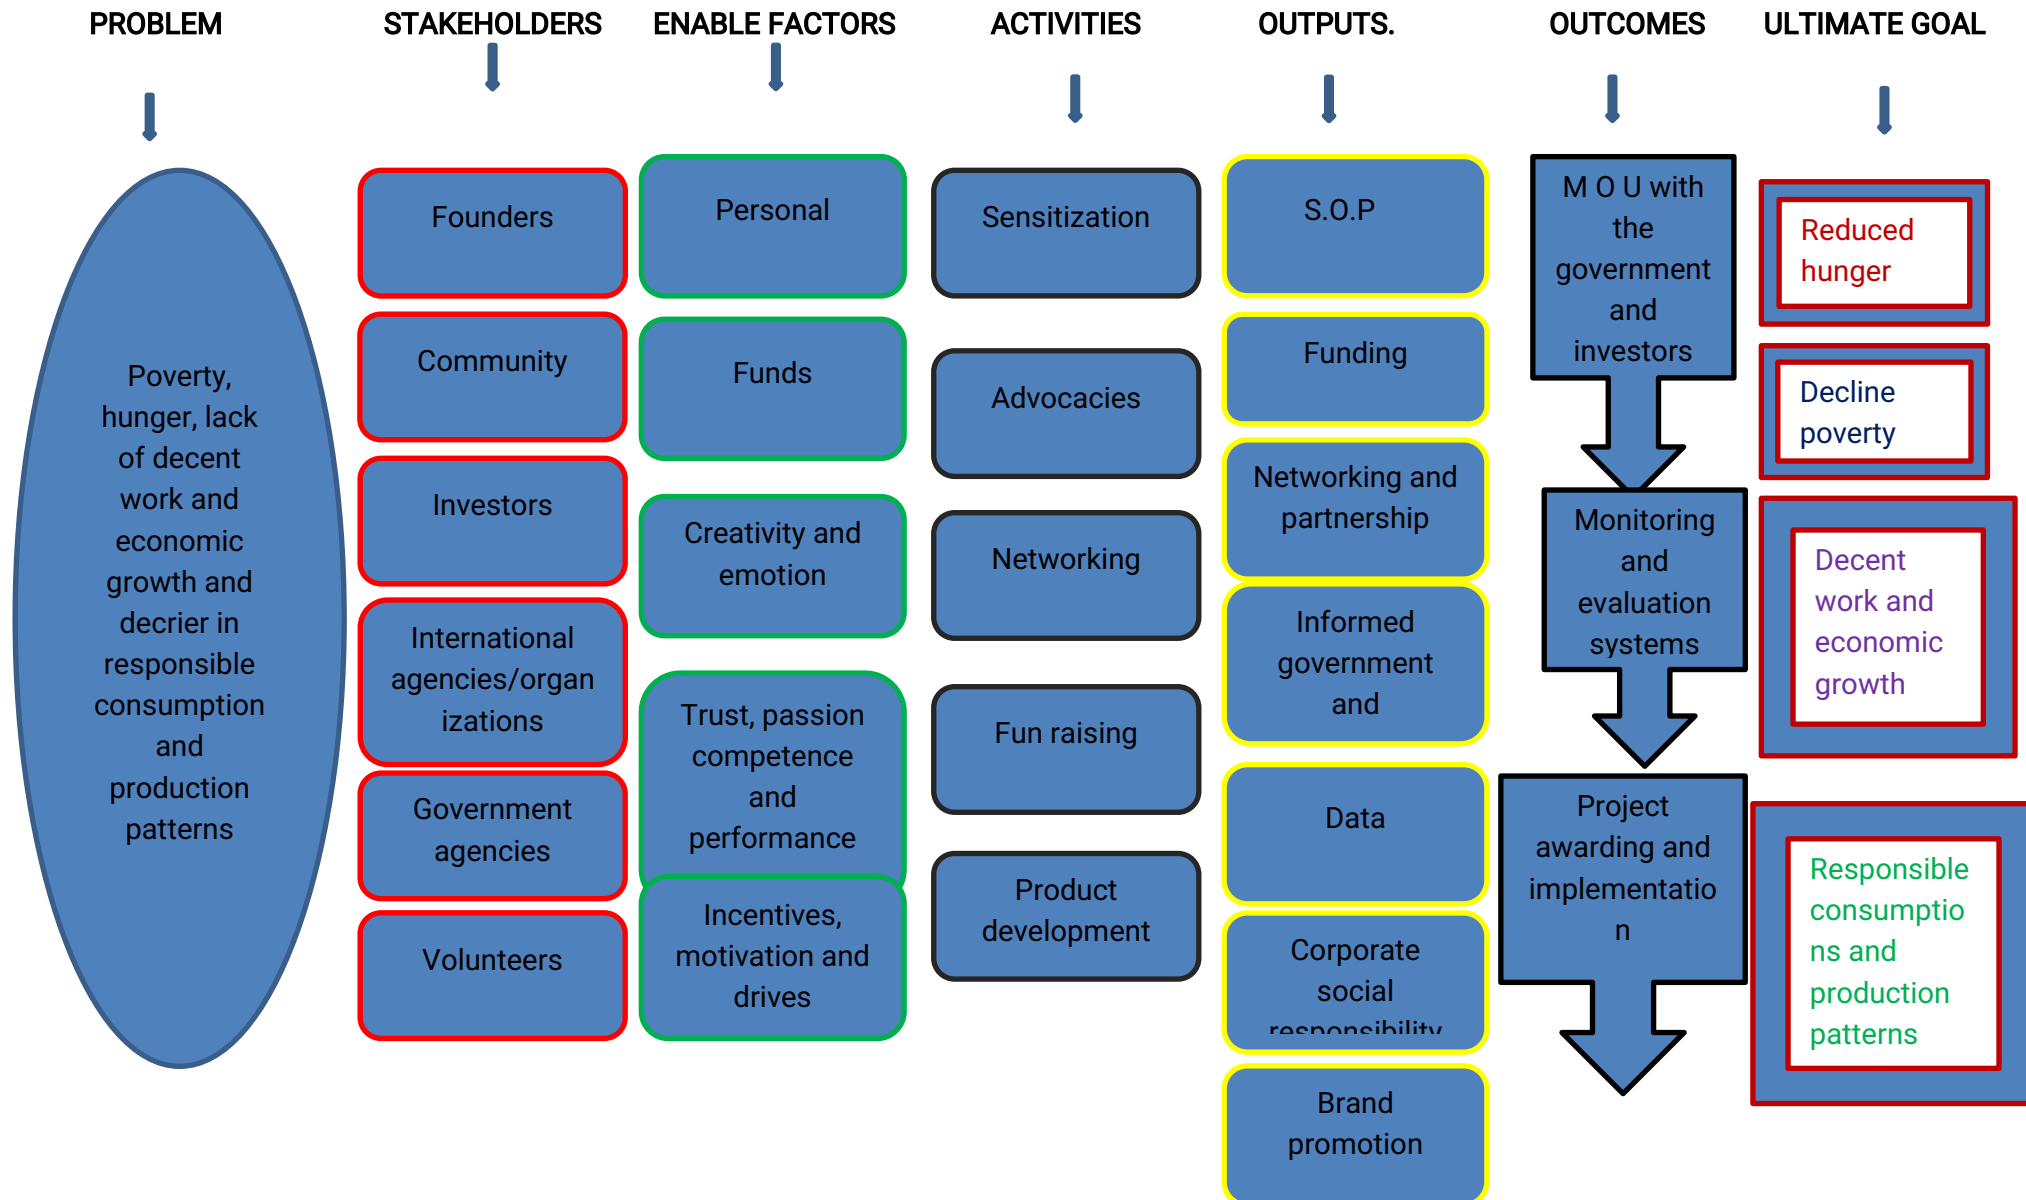 PROBLEM
STAKEHOLDERS
ENABLE FACTORS
ACTIVITIES
OUTPUTS.
OUTCOMES
ULTIMATE GOAL
Poverty,
hunger, lack
of decent
work and
economic
growth and
decrier in
responsible
consumption
and
production
patterns
Founders
Community
Investors
International
agencies/organ
izations
Government
agencies
Volunteers
Personal
Funds
Creativity and
emotion
Trust, passion
competence
and
performance
Incentives,
motivation and
drives
Sensitization
Advocacies
Networking
Fun raising
Product
development
S.O.P
Funding
Networking and
partnership
Informed
government
and
Data
Corporate
social
responsibility
Brand
promotion
M O U with
the
government
and
investors
Monitoring
and
evaluation
systems
Project
awarding and
implementatio
n
Reduced
hunger
Decline
poverty
Decent
work and
economic
growth
Responsible
consumptio
ns and
production
patterns